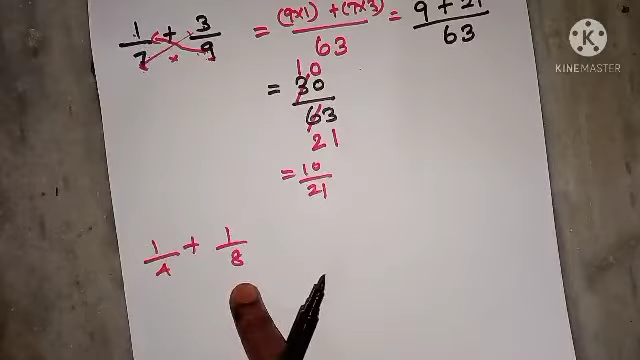 1/7 + 3/9 = (9×1) + (7×3)/63 = 9 + 21/63
= 30/63
10
21
= 10/21
1/4 + 1/8
KINEMASTER